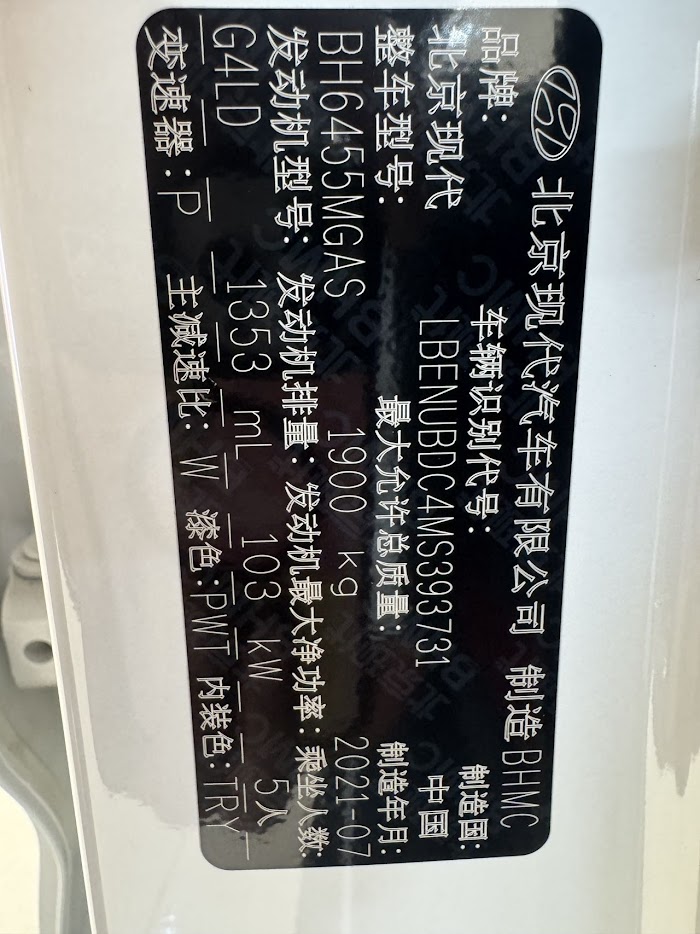 北京现代汽车有限公司 制造 BHMC
品牌: 车辆识别代号: 制造国:
北京现代 LBENUBDC4MS393731 中国
整车型号: 最大允许总质量: 制造年月:
BH6455MGAS 1900 kg 2021-07
发动机型号: 发动机排量: 发动机最大净功率: 乘坐人数:
G4LD 1353 mL 103 kW 5人
变速器:P 主减速比:W 漆色:PWT 内装色:TRY